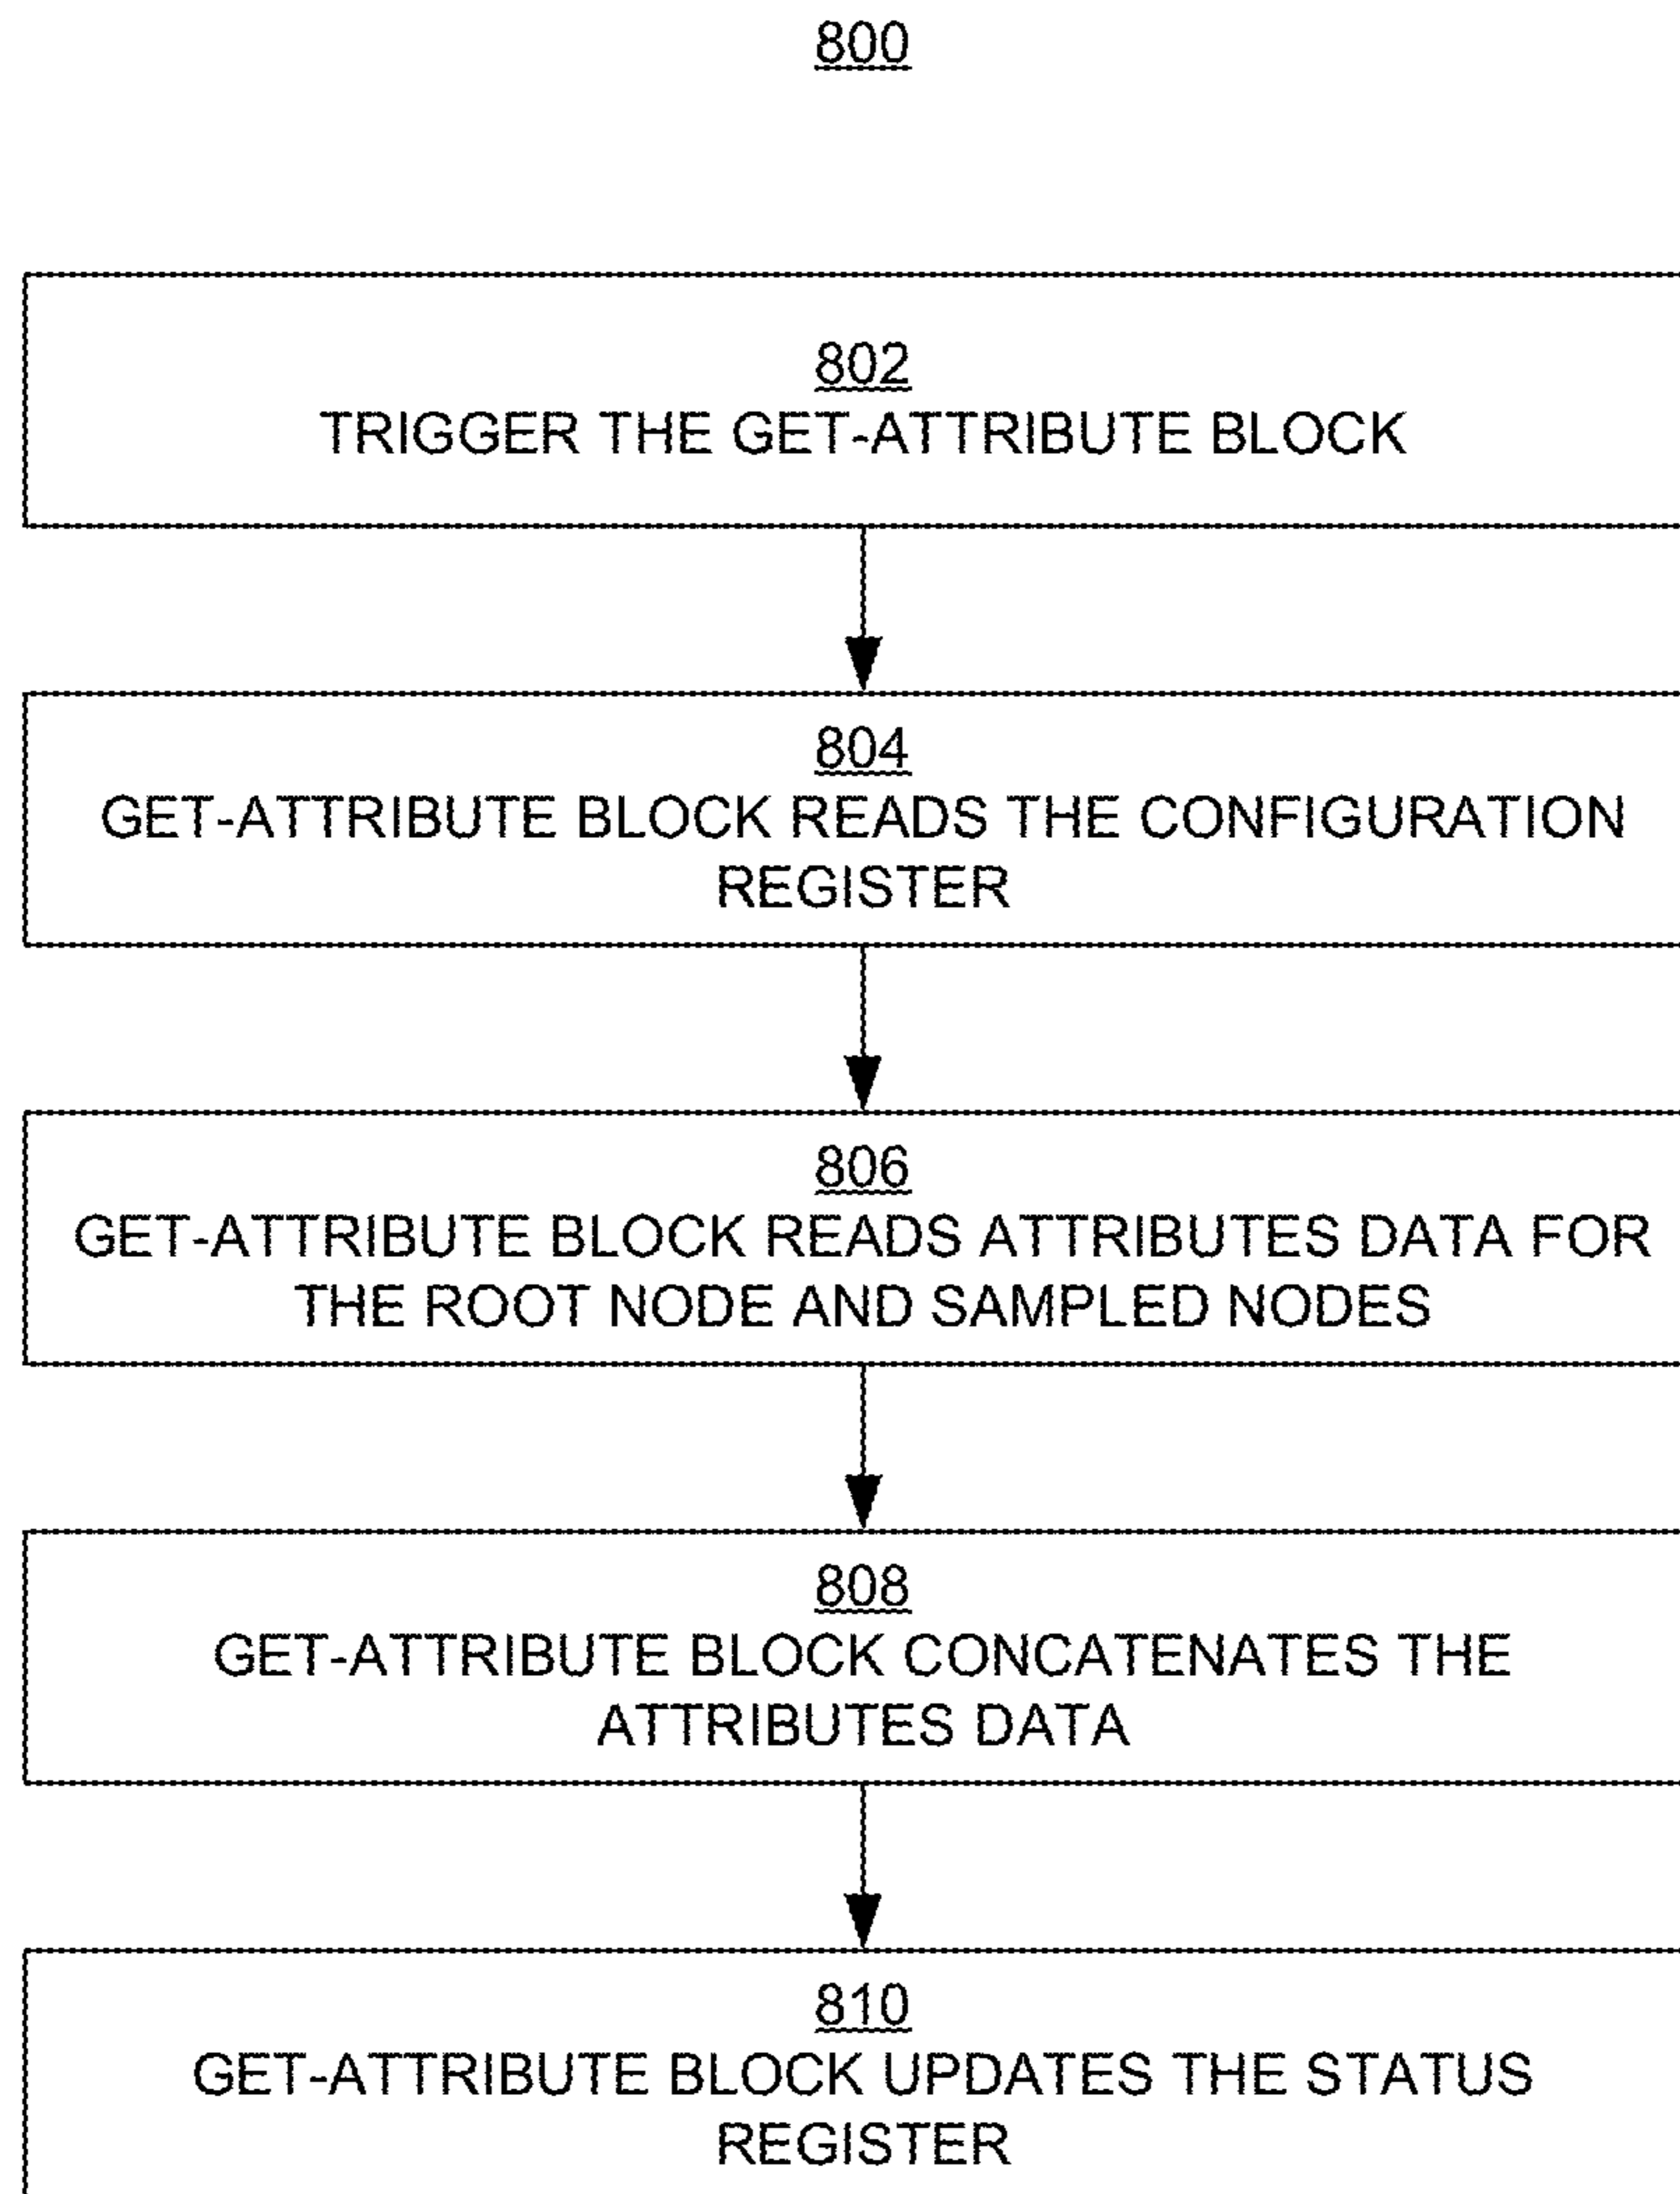 800
802
TRIGGER THE GET-ATTRIBUTE BLOCK
804
GET-ATTRIBUTE BLOCK READS THE CONFIGURATION
REGISTER
806
GET-ATTRIBUTE BLOCK READS ATTRIBUTES DATA FOR
THE ROOT NODE AND SAMPLED NODES
808
GET-ATTRIBUTE BLOCK CONCATENATES THE
ATTRIBUTES DATA
810
GET-ATTRIBUTE BLOCK UPDATES THE STATUS
REGISTER